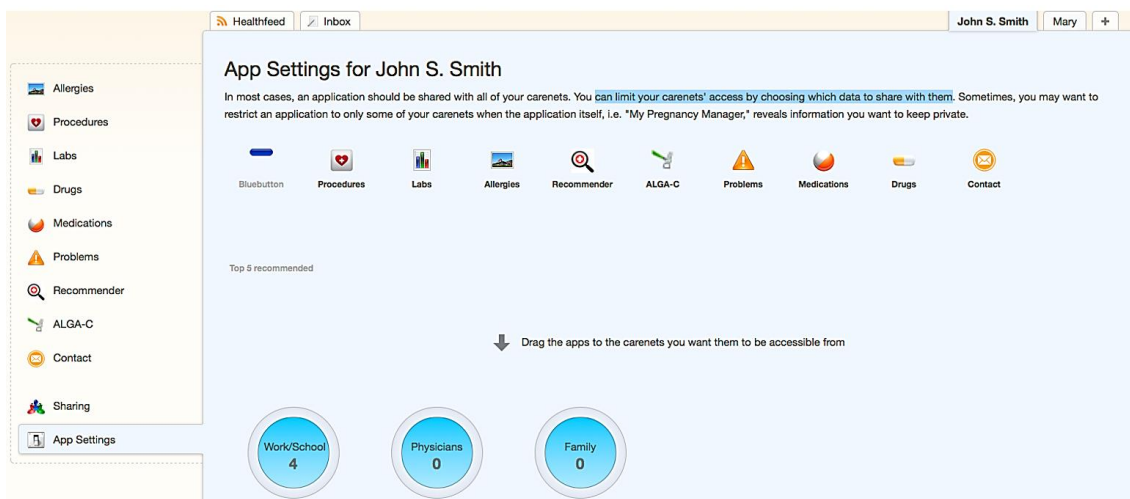 Healthfeed
Inbox
John S. Smith
Mary
+
Allergies
Procedures
Labs
Drugs
Medications
Problems
Recommender
ALGA-C
Contact
Sharing
App Settings
App Settings for John S. Smith
In most cases, an application should be shared with all of your carenets. You can limit your carenets' access by choosing which data to share with them. Sometimes, you may want to
restrict an application to only some of your carenets when the application itself, i.e. "My Pregnancy Manager," reveals information you want to keep private.
Bluebutton
Procedures
Labs
Allergies
Recommender
ALGA-C
Problems
Medications
Drugs
Contact
Top 5 recommended
Drag the apps to the carenets you want them to be accessible from
Work/School
4
Physicians
0
Family
0